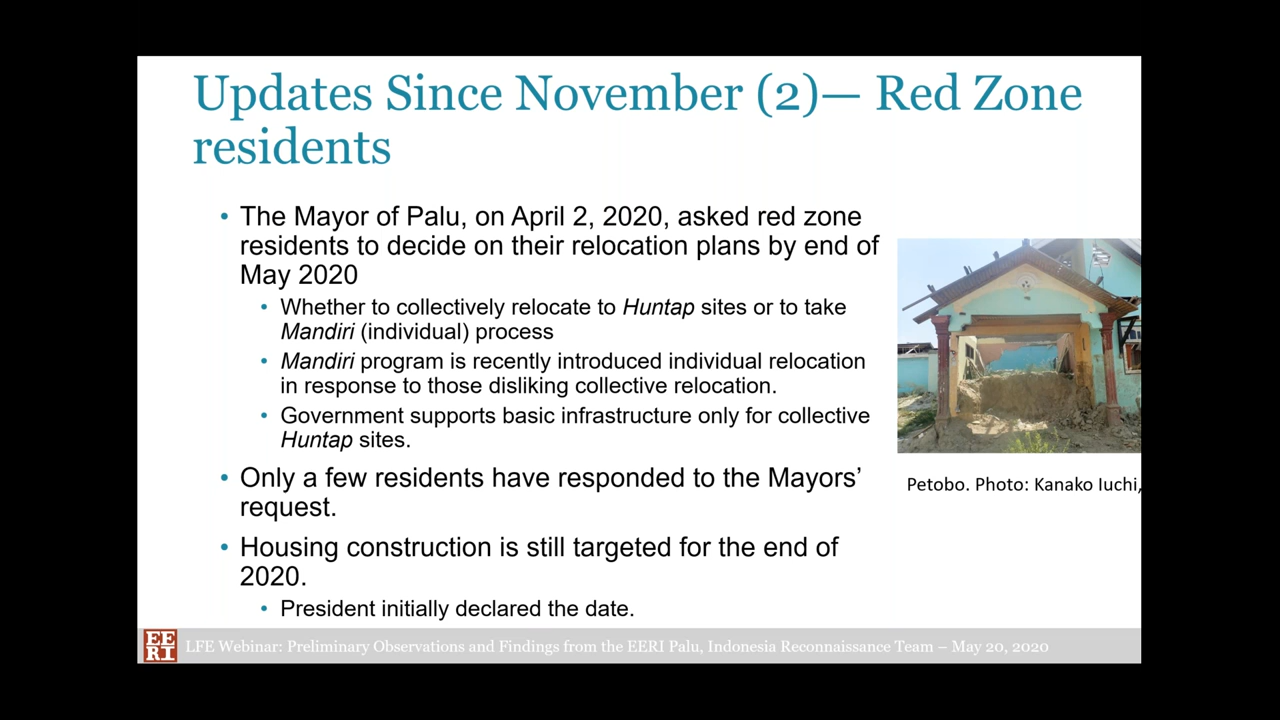 Updates Since November (2)— Red Zone
residents
• The Mayor of Palu, on April 2, 2020, asked red zone
residents to decide on their relocation plans by end of
May 2020
• Whether to collectively relocate to Huntap sites or to take
Mandiri (individual) process
• Mandiri program is recently introduced individual relocation
in response to those disliking collective relocation.
• Government supports basic infrastructure only for collective
Huntap sites.
• Only a few residents have responded to the Mayors’
request.
• Housing construction is still targeted for the end of
2020.
• President initially declared the date.
Petobo. Photo: Kanako Iuchi,
EE
RI
LFE Webinar: Preliminary Observations and Findings from the EERI Palu, Indonesia Reconnaissance Team – May 20, 2020